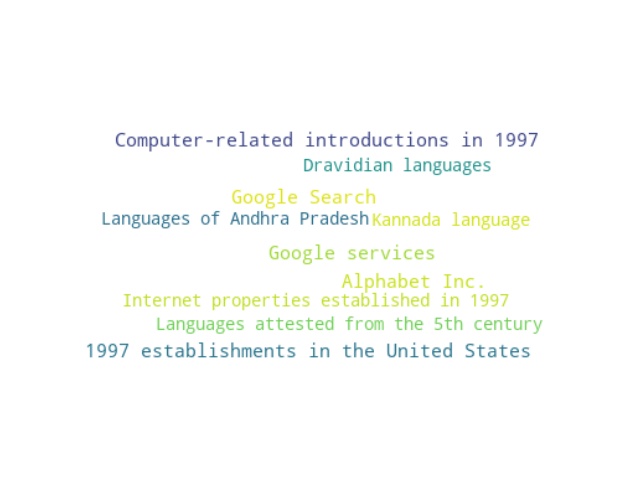 Computer-related introductions in 1997
Dravidian languages
Google Search
Languages of Andhra Pradesh
Kannada language
Google services
Alphabet Inc.
Internet properties established in 1997
Languages attested from the 5th century
1997 establishments in the United States